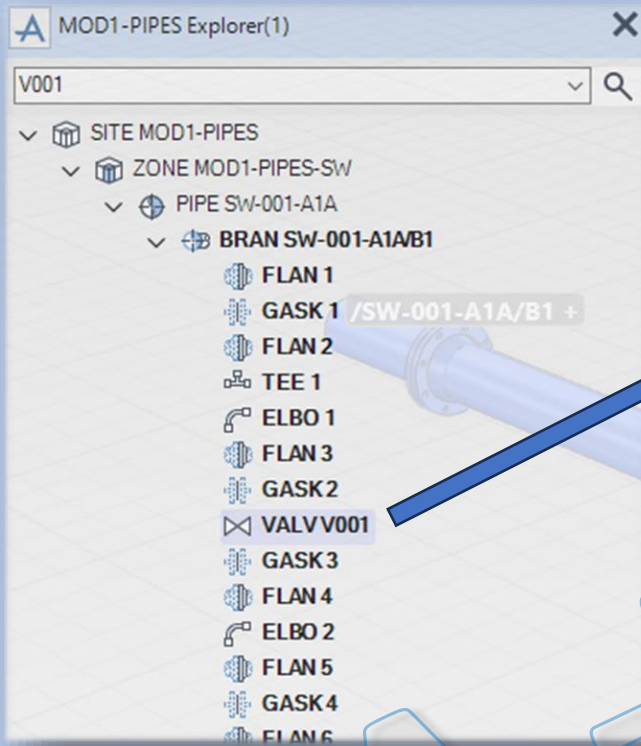 MOD1-PIPES Explorer(1)
V001
SITE MOD1-PIPES
ZONE MOD1-PIPES-SW
PIPE SW-001-A1A
BRAN SW-001-A1A/B1
FLAN 1
GASK 1 /SW-001-A1A/B1 +
FLAN 2
TEE 1
ELBO 1
FLAN 3
GASK 2
VALV V001
GASK 3
FLAN 4
ELBO 2
FLAN 5
GASK 4
FLAN 6